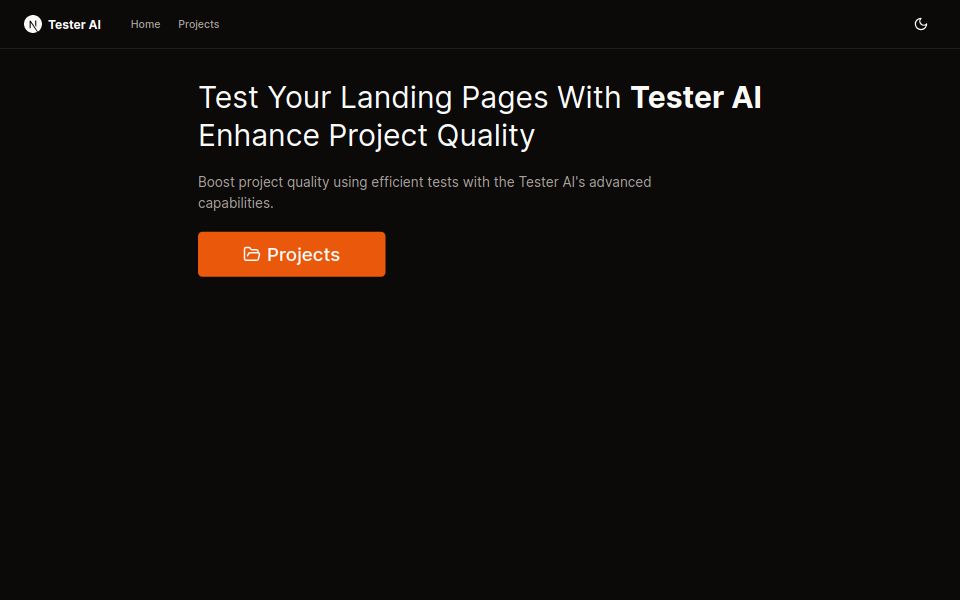 Tester AI
Home
Projects
Test Your Landing Pages With Tester AI
Enhance Project Quality
Boost project quality using efficient tests with the Tester AI's advanced
capabilities.
Projects